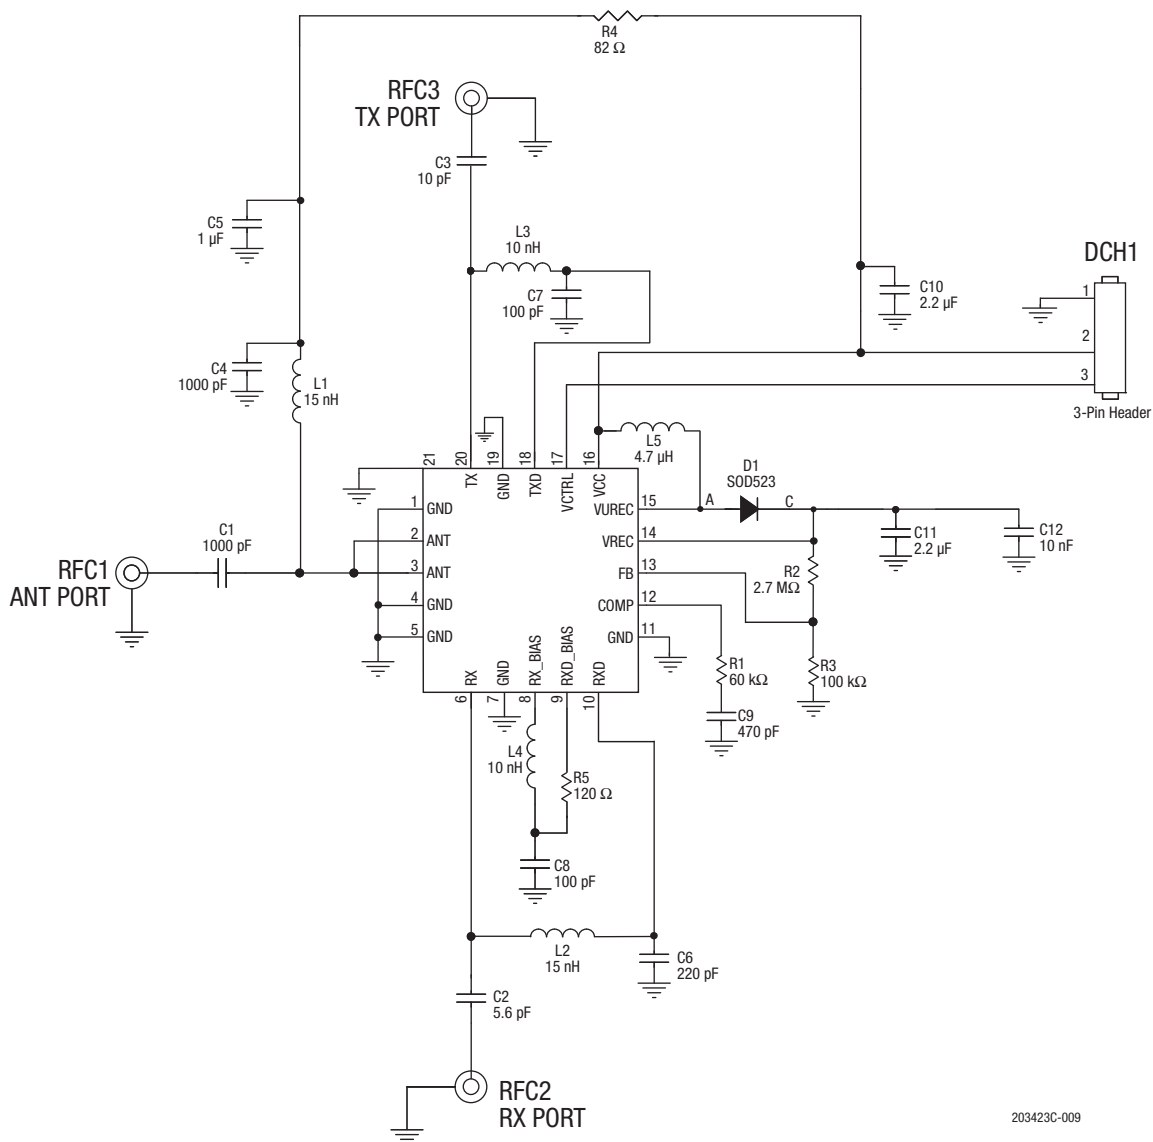 R4
82 Ω
RFC3
TX PORT
C3
10 pF
C5
1 µF
L3
10 nH
C7
100 pF
DCH1
C10
2.2 µF
1
2
3
3-Pin Header
C4
1000 pF
L1
15 nH
L5
4.7 µH
21
20
19
18
17
16
TX
GND
TXD
VCTRL
VCC
D1
SOD523
A
C
1
GND
2
ANT
3
ANT
4
GND
5
GND
VUREC
15
VREC
14
FB
13
COMP
12
GND
11
C11
2.2 µF
C12
10 nF
C1
1000 pF
RFC1
ANT PORT
R2
2.7 MΩ
R1
60 kΩ
R3
100 kΩ
C9
470 pF
RX
GND
RX_BIAS
RXD_BIAS
RXD
6
7
8
9
10
L4
10 nH
R5
120 Ω
C8
100 pF
L2
15 nH
C6
220 pF
C2
5.6 pF
RFC2
RX PORT
203423C-009